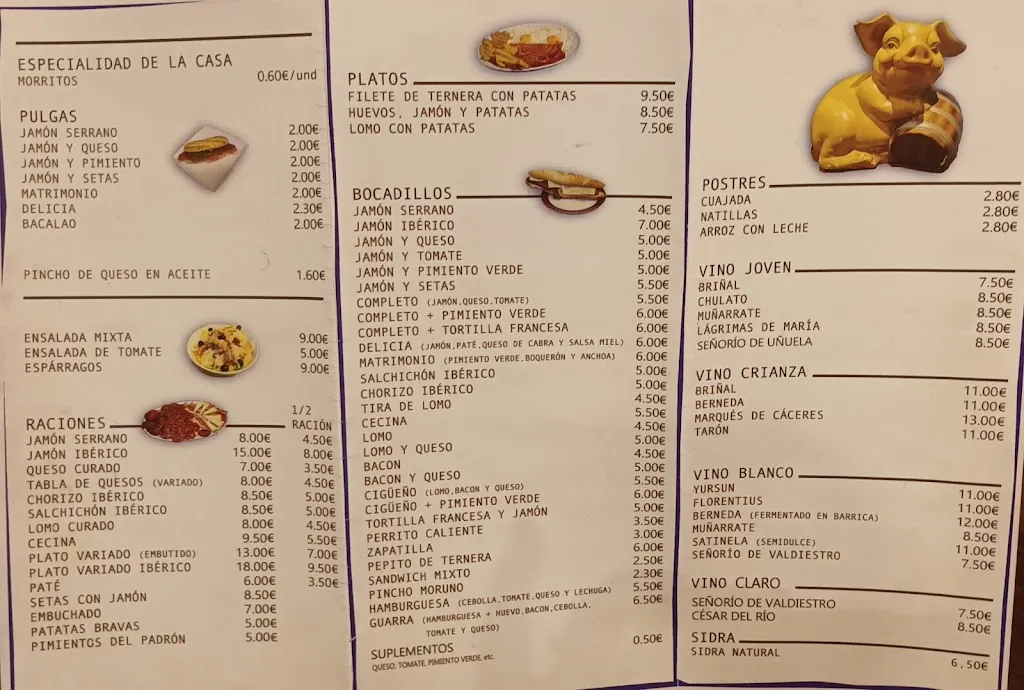 ESPECIALIDAD DE LA CASA
MORRITOS 0.60€/und
PULGAS
JAMÓN SERRANO 2.00€
JAMÓN Y QUESO 2.00€
JAMÓN Y PIMIENTO 2.00€
JAMÓN Y SETAS 2.00€
MATRIMONIO 2.00€
DELICIA 2.30€
BACALAO 2.00€
PINCHO DE QUESO EN ACEITE 1.60€
ENSALADA MIXTA 9.00€
ENSALADA DE TOMATE 5.00€
ESPÁRRAGOS 9.00€
RACIONES 1/2 RACIÓN
JAMÓN SERRANO 8.00€ 4.50€
JAMÓN IBÉRICO 15.00€ 8.00€
QUESO CURADO 7.00€ 3.50€
TABLA DE QUESOS (VARIADO) 8.00€ 4.50€
CHORIZO IBÉRICO 8.50€ 5.00€
SALCHICHÓN IBÉRICO 8.50€ 5.00€
LOMO CURADO 8.00€ 4.50€
CECINA 9.50€ 5.50€
PLATO VARIADO (EMBUTIDO) 13.00€ 7.00€
PLATO VARIADO IBÉRICO 18.00€ 9.50€
PATÉ 6.00€ 3.50€
SETAS CON JAMÓN 8.50€
EMBUCHADO 7.00€
PATATAS BRAVAS 5.00€
PIMIENTOS DEL PADRÓN 5.00€
PLATOS
FILETE DE TERNERA CON PATATAS 9.50€
HUEVOS, JAMÓN Y PATATAS 8.50€
LOMO CON PATATAS 7.50€
BOCADILLOS
JAMÓN SERRANO 4.50€
JAMÓN IBÉRICO 7.00€
JAMÓN Y QUESO 5.00€
JAMÓN Y TOMATE 5.00€
JAMÓN Y PIMIENTO VERDE 5.00€
JAMÓN Y SETAS 5.50€
COMPLETO (JAMÓN,QUESO,TOMATE) 5.50€
COMPLETO + PIMIENTO VERDE 6.00€
COMPLETO + TORTILLA FRANCESA 6.00€
DELICIA (JAMÓN,PATÉ,QUESO DE CABRA Y SALSA MIEL) 6.00€
MATRIMONIO (PIMIENTO VERDE,BOQUERÓN Y ANCHOA) 6.00€
SALCHICHÓN IBÉRICO 5.00€
CHORIZO IBÉRICO 5.00€
TIRA DE LOMO 4.50€
CECINA 5.50€
LOMO 4.50€
LOMO Y QUESO 5.00€
BACON 4.50€
BACON Y QUESO 5.00€
CIGÜEÑO (LOMO,BACON Y QUESO) 5.50€
CIGÜEÑO + PIMIENTO VERDE 6.00€
TORTILLA FRANCESA Y JAMÓN 5.00€
PERRITO CALIENTE 3.50€
ZAPATILLA 3.00€
PEPITO DE TERNERA 6.00€
SANDWICH MIXTO 2.50€
PINCHO MORUNO 2.30€
HAMBURGUESA (CEBOLLA,TOMATE,QUESO Y LECHUGA) 5.50€
GUARRA (HAMBURGUESA + HUEVO,BACON,CEBOLLA, 6.50€
TOMATE Y QUESO)
SUPLEMENTOS 0.50€
QUESO, TOMATE, PIMIENTO VERDE, etc.
POSTRES
CUAJADA 2.80€
NATILLAS 2.80€
ARROZ CON LECHE 2.80€
VINO JOVEN
BRIÑAL 7.50€
CHULATO 8.50€
MUÑARRATE 8.50€
LÁGRIMAS DE MARÍA 8.50€
SEÑORÍO DE UÑUELA 8.50€
VINO CRIANZA
BRIÑAL 11.00€
BERNEDA 11.00€
MARQUÉS DE CÁCERES 13.00€
TARÓN 11.00€
VINO BLANCO
YURSUN 11.00€
FLORENTIUS 11.00€
BERNEDA (FERMENTADO EN BARRICA) 12.00€
MUÑARRATE 8.50€
SATINELA (SEMIDULCE) 11.00€
SEÑORÍO DE VALDIESTRO 7.50€
VINO CLARO
SEÑORÍO DE VALDIESTRO 7.50€
CÉSAR DEL RÍO 8.50€
SIDRA
SIDRA NATURAL 6.50€